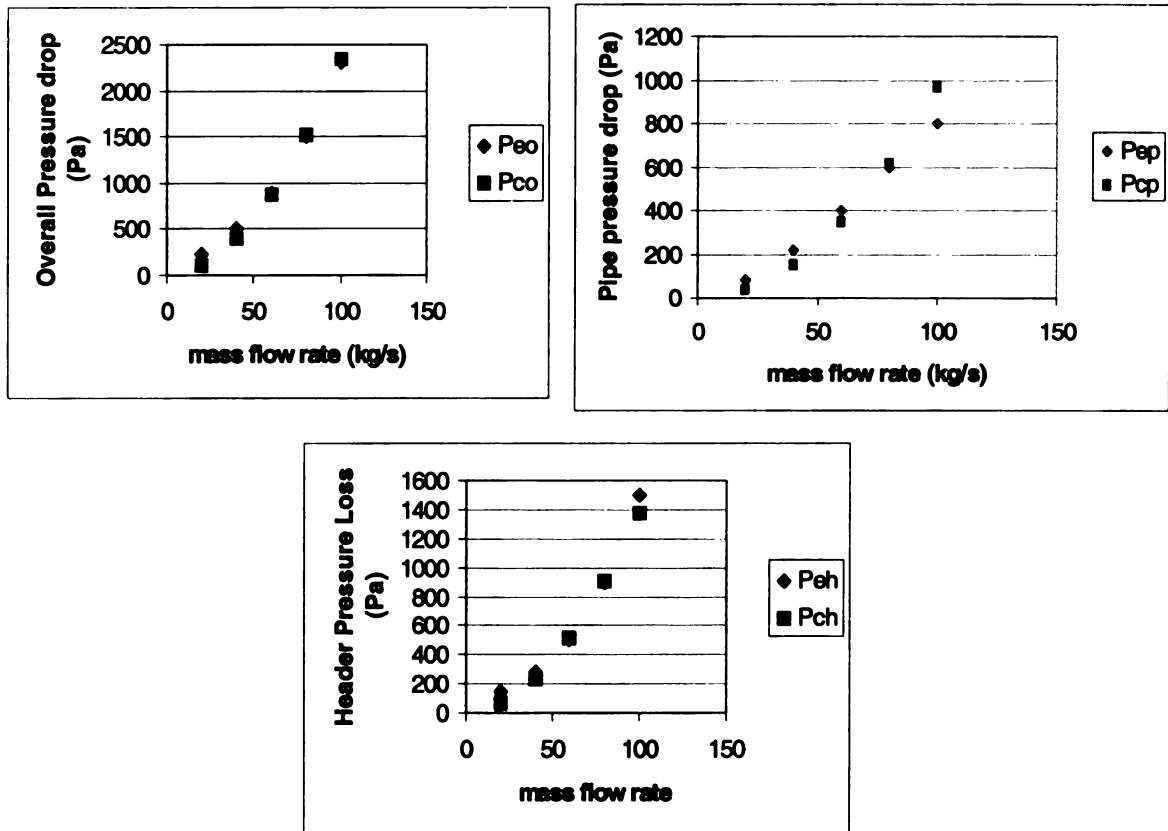 Overall Pressure drop
(Pa)
2500
2000
1500
1000
500
0
0 50 100 150
mass flow rate (kg/s)
Peo
Pco
Pipe pressure drop (Pa)
1200
1000
800
600
400
200
0
0 50 100 150
mass flow rate (kg/s)
Pep
Pcp
Header Pressure Loss
(Pa)
1600
1400
1200
1000
800
600
400
200
0
0 50 100 150
mass flow rate
Peh
Pch